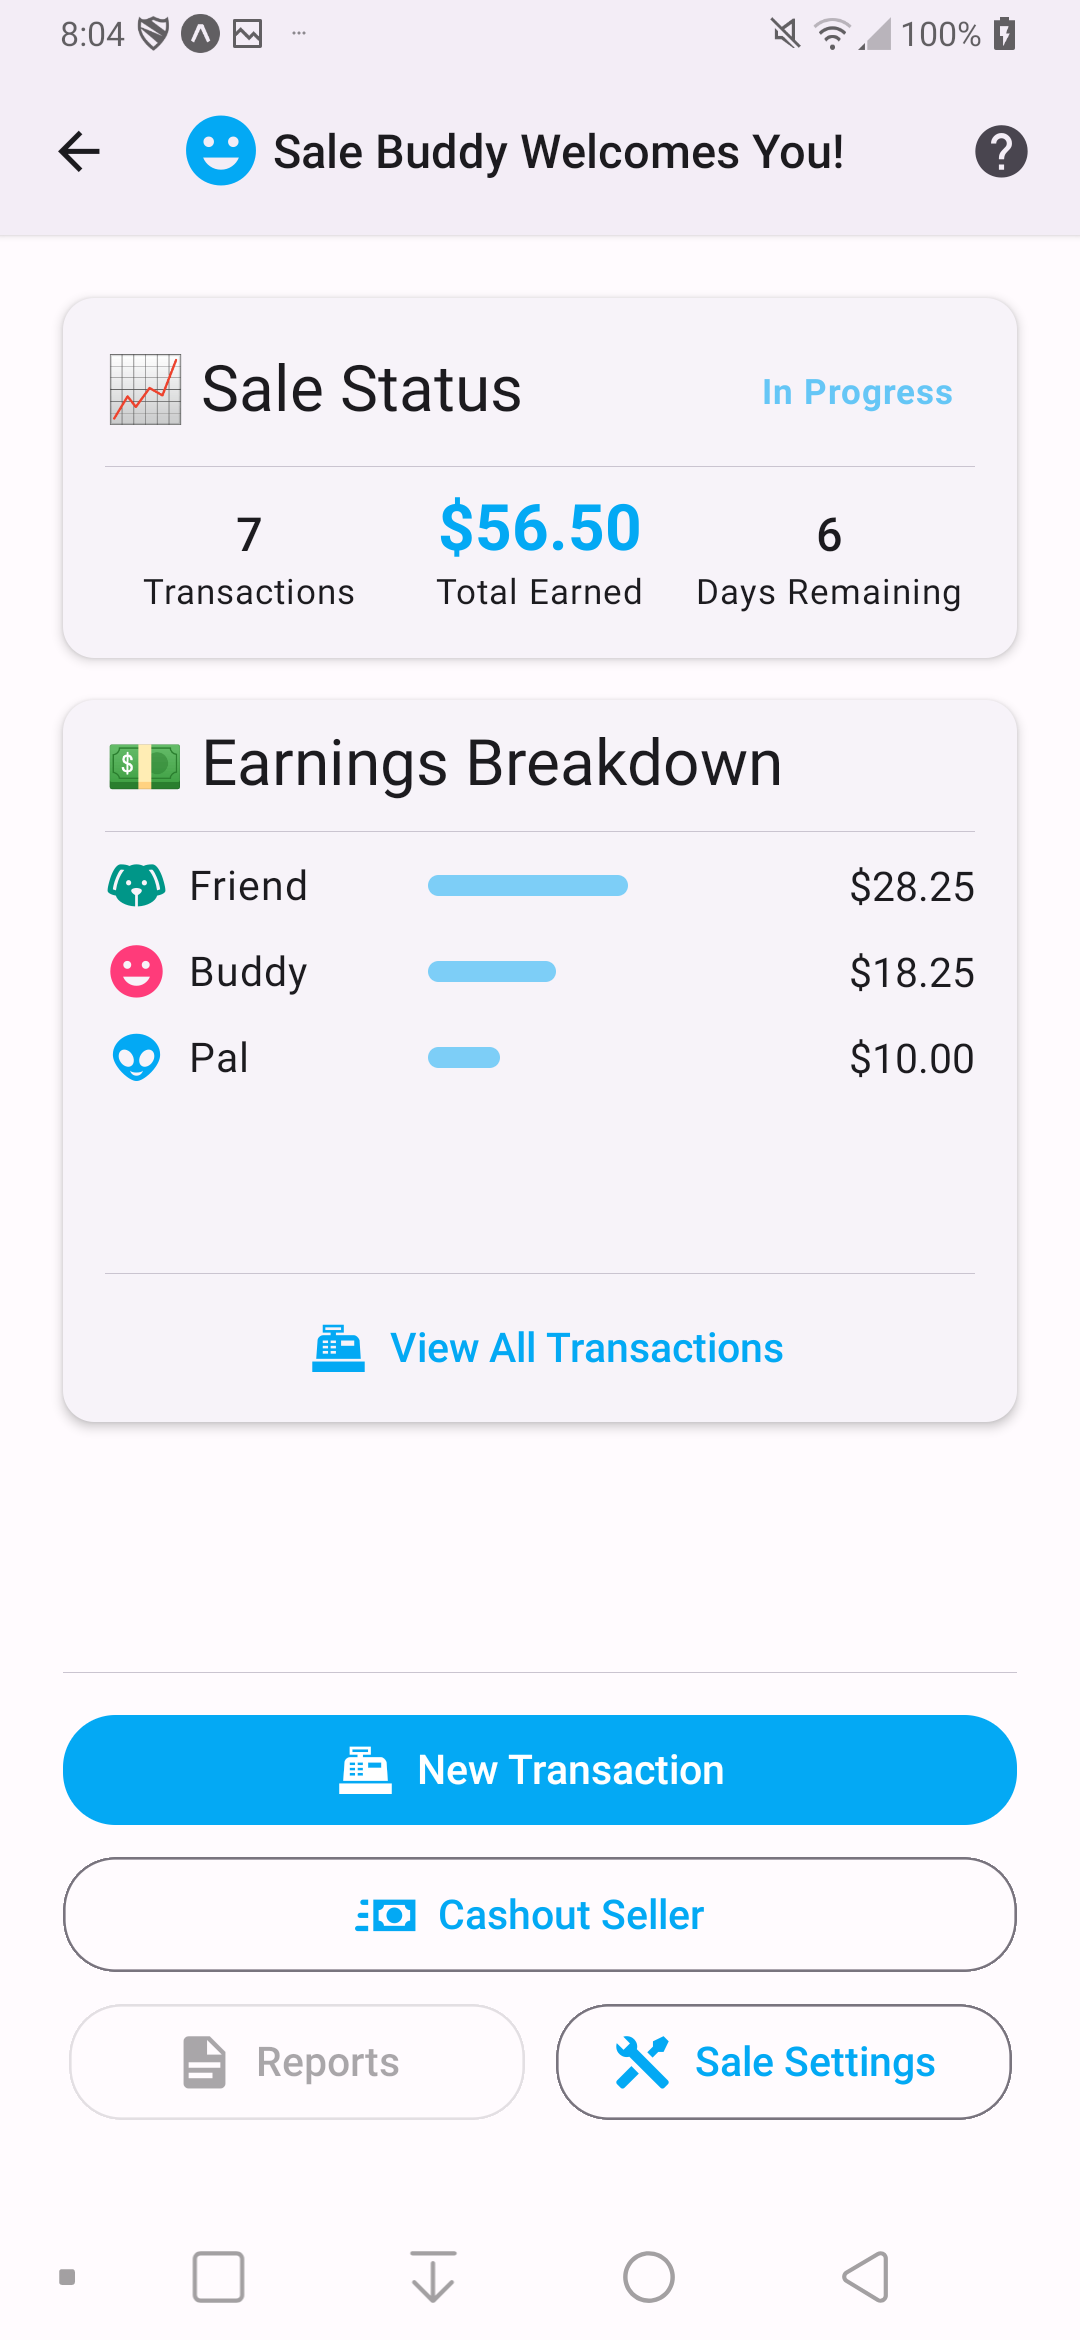 8:04 100%
Sale Buddy Welcomes You!
Sale Status In Progress
7 $56.50 6
Transactions Total Earned Days Remaining
Earnings Breakdown
Friend $28.25
Buddy $18.25
Pal $10.00
View All Transactions
New Transaction
Cashout Seller
Reports Sale Settings